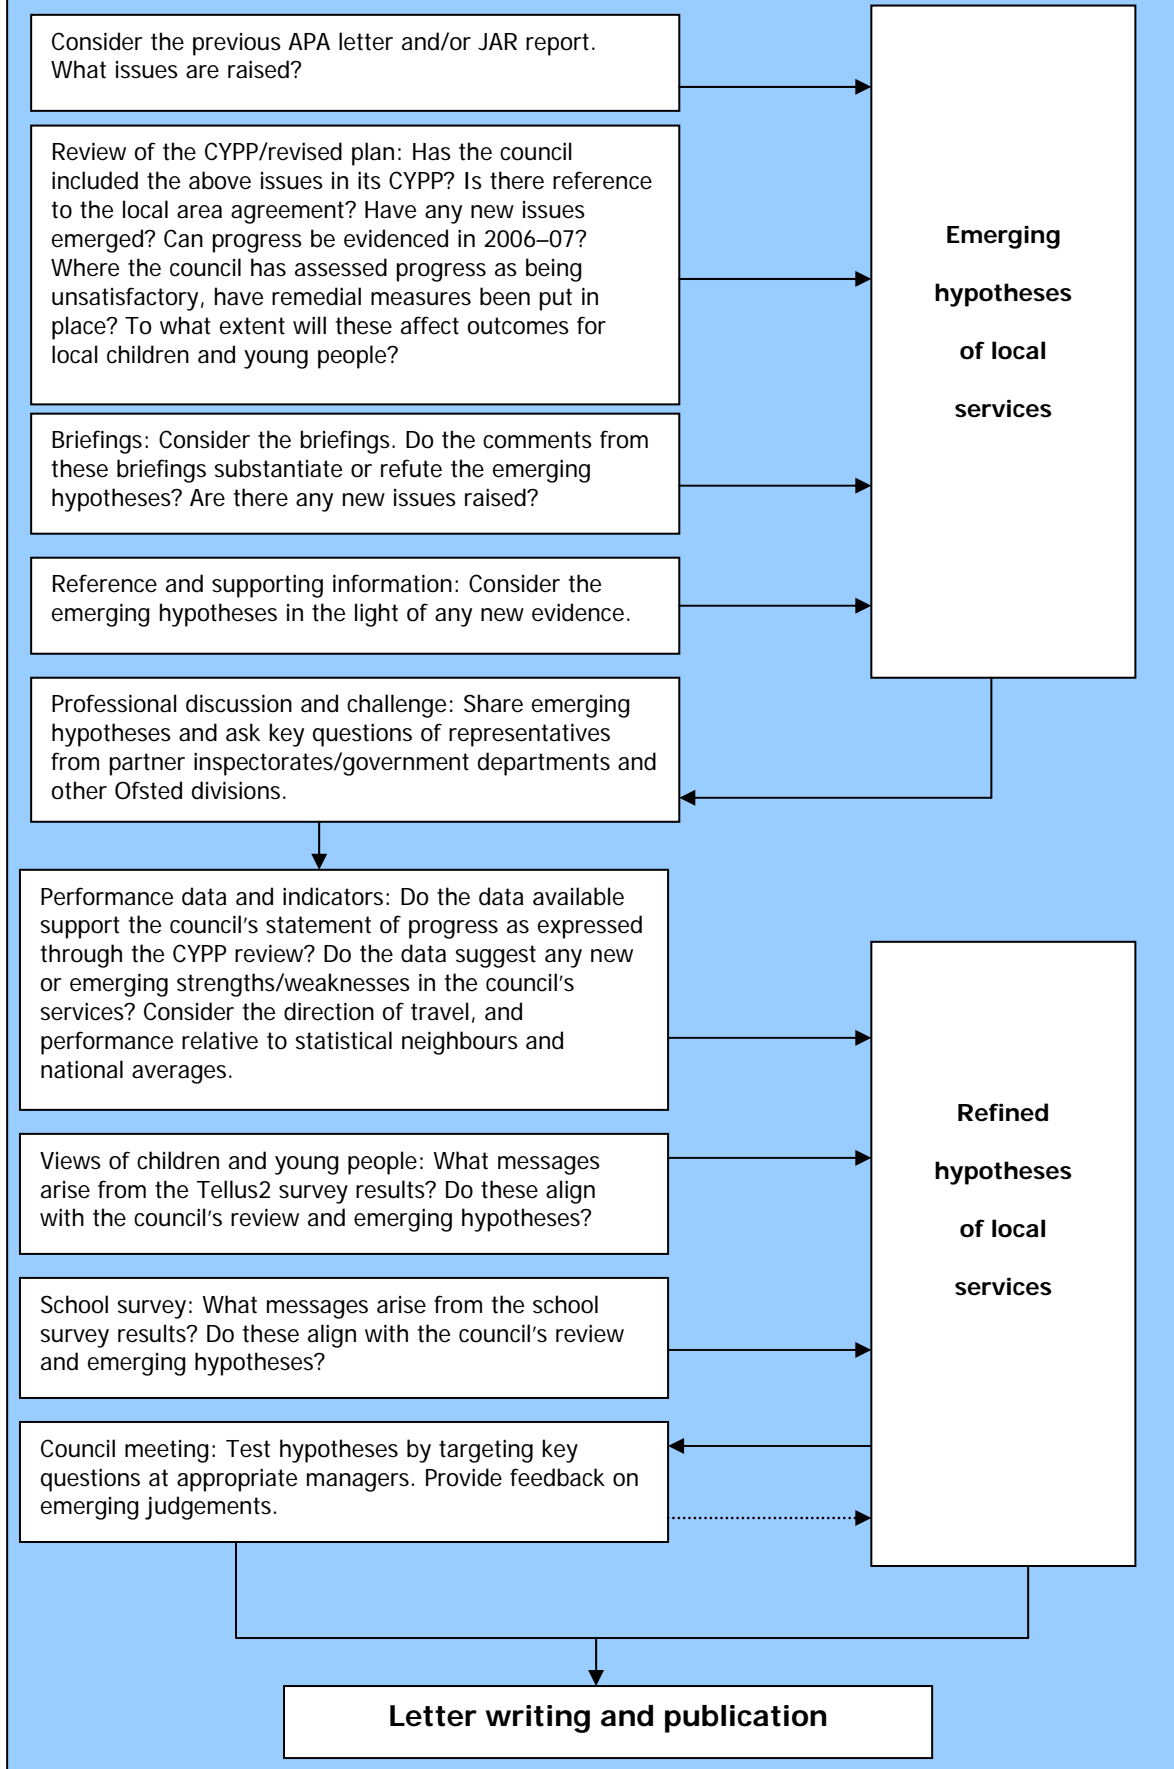 Consider the previous APA letter and/or JAR report.
What issues are raised?
Review of the CYPP/revised plan: Has the council
included the above issues in its CYPP? Is there reference
to the local area agreement? Have any new issues
emerged? Can progress be evidenced in 2006–07?
Where the council has assessed progress as being
unsatisfactory, have remedial measures been put in
place? To what extent will these affect outcomes for
local children and young people?
Briefings: Consider the briefings. Do the comments from
these briefings substantiate or refute the emerging
hypotheses? Are there any new issues raised?
Reference and supporting information: Consider the
emerging hypotheses in the light of any new evidence.
Emerging
hypotheses
of local
services
Professional discussion and challenge: Share emerging
hypotheses and ask key questions of representatives
from partner inspectorates/government departments and
other Ofsted divisions.
Performance data and indicators: Do the data available
support the council's statement of progress as expressed
through the CYPP review? Do the data suggest any new
or emerging strengths/weaknesses in the council's
services? Consider the direction of travel, and
performance relative to statistical neighbours and
national averages.
Views of children and young people: What messages
arise from the Tellus2 survey results? Do these align
with the council's review and emerging hypotheses?
School survey: What messages arise from the school
survey results? Do these align with the council's review
and emerging hypotheses?
Council meeting: Test hypotheses by targeting key
questions at appropriate managers. Provide feedback on
emerging judgements.
Refined
hypotheses
of local
services
Letter writing and publication